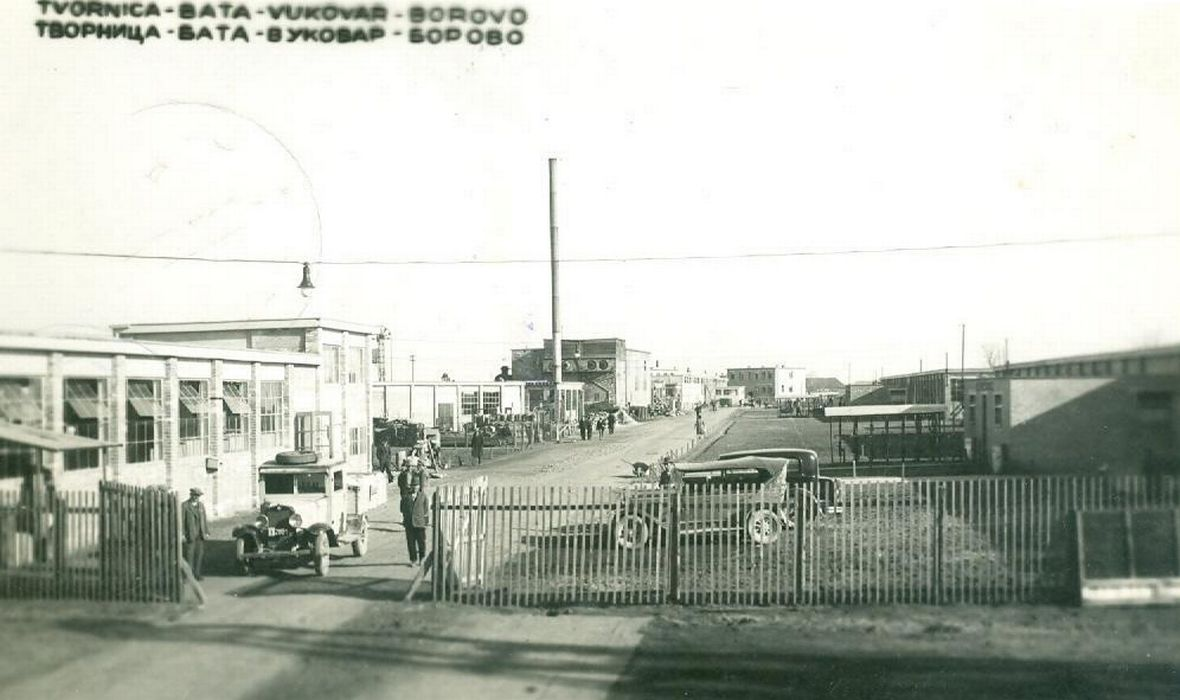 TVORNICA - BATA - VUKOVAR - BOROVO
ТВОРНИЦА - БАТА - ВУКОВАР - БОРОВО